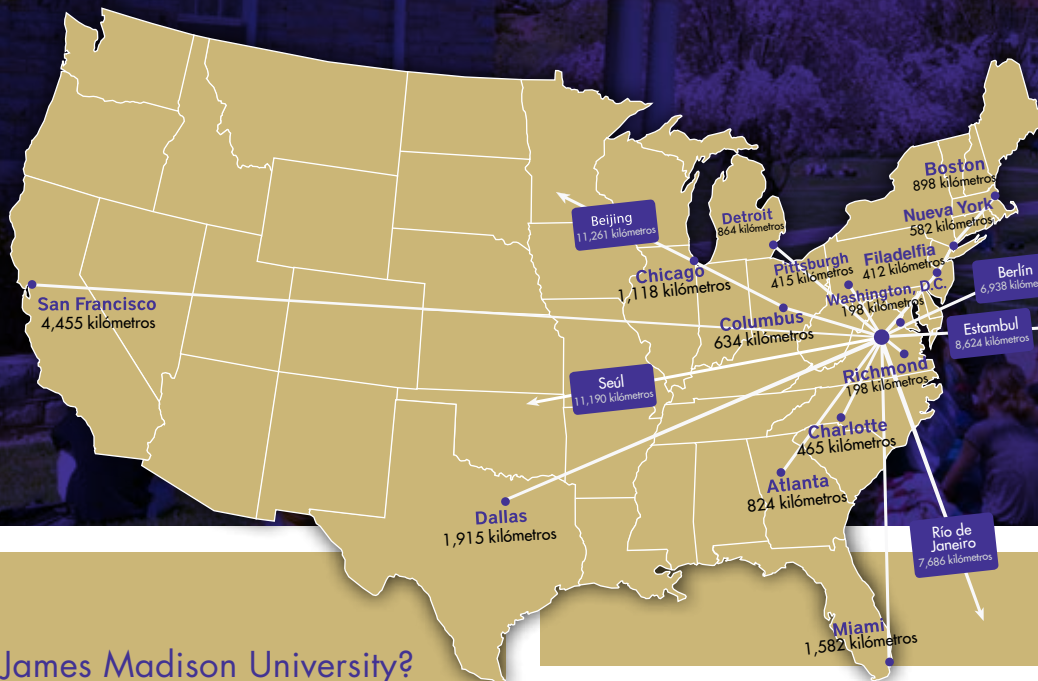 Boston
898 kilómetros
Nueva York
582 kilómetros
Beijing
11,261 kilómetros
Detroit
864 kilómetros
Pittsburgh
415 kilómetros
Filadelfia
412 kilómetros
Chicago
1,118 kilómetros
Washington, D.C.
198 kilómetros
Berlín
6,938
San Francisco
4,455 kilómetros
Columbus
634 kilómetros
Estambul
8,624 kilómetros
Seúl
11,190 kilómetros
Richmond
198 kilómetros
Charlotte
465 kilómetros
Atlanta
824 kilómetros
Dallas
1,915 kilómetros
Río de
Janeiro
7,686 kilómetros
Miami
1,582 kilómetros
James Madison University?